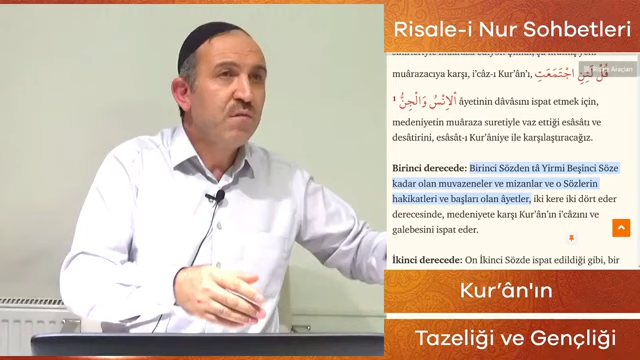 Risale-i Nur Sohbetleri
muârazacıya karşı, i’câz-ı Kur’ân’ı, قُلْ لَئِنِ اجْتَمَعَتِ
اْلاِنْسُ وَالْجِنُّ 1 âyetinin dâvâsını ispat etmek için,
medeniyetin muâraza suretiyle vaz ettiği esâsâtı ve
desâtirini, esâsât-ı Kur’âniye ile karşılaştıracağız.
Birinci derecede: Birinci Sözden tâ Yirmi Beşinci Söze
kadar olan muvazeneler ve mizanlar ve o Sözlerin
hakikatleri ve başları olan âyetler, iki kere iki dört eder
derecesinde, medeniyete karşı Kur’ân’ın i’câzını ve
galebesini ispat eder.
İkinci derecede: On İkinci Sözde ispat edildiği gibi, bir
Kur’ân'ın
Tazeliği ve Gençliği